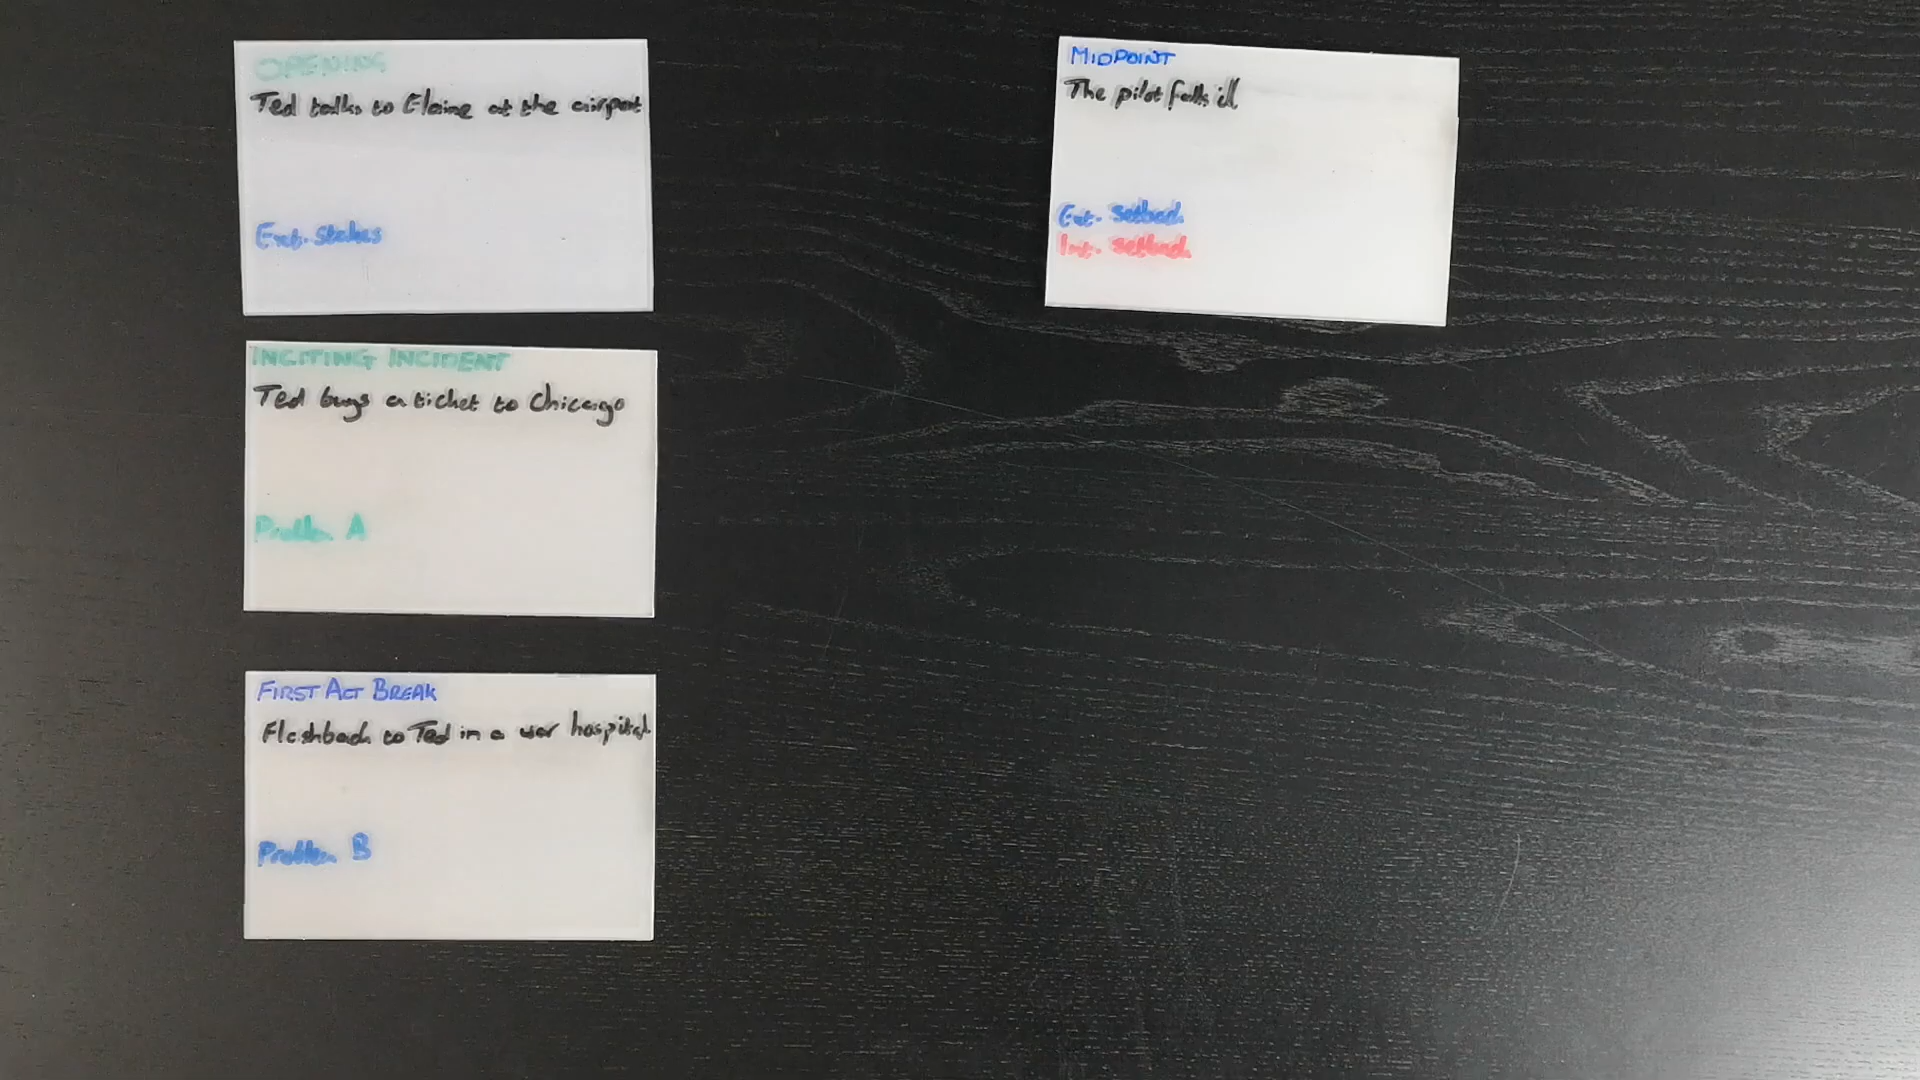 OPENING
Ted talks to Elaine at the airport
Ext. Stakes
INCITING INCIDENT
Ted buys a ticket to Chicago
Problem A
FIRST ACT BREAK
Flashback to Ted in a war hospital
Problem B
MIDPOINT
The pilot falls ill
Ext. Setback
Int. Setback